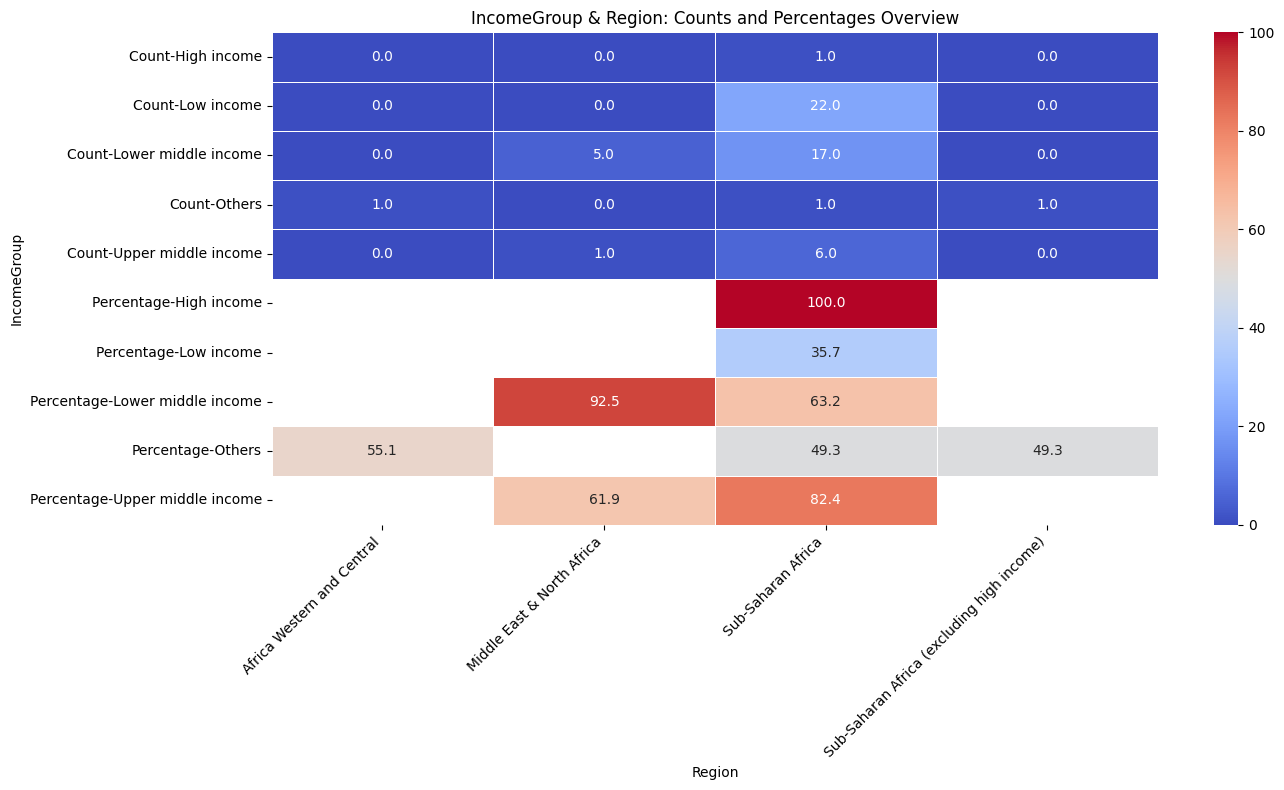 IncomeGroup & Region: Counts and Percentages Overview
Count-High income 0.0 0.0 1.0 0.0
Count-Low income 0.0 0.0 22.0 0.0
Count-Lower middle income 0.0 5.0 17.0 0.0
Count-Others 1.0 0.0 1.0 1.0
Count-Upper middle income 0.0 1.0 6.0 0.0
Percentage-High income 100.0
Percentage-Low income 35.7
Percentage-Lower middle income 92.5 63.2
Percentage-Others 55.1 49.3 49.3
Percentage-Upper middle income 61.9 82.4
IncomeGroup
Africa Western and Central
Middle East & North Africa
Sub-Saharan Africa
Sub-Saharan Africa (excluding high income)
Region
100
80
60
40
20
0